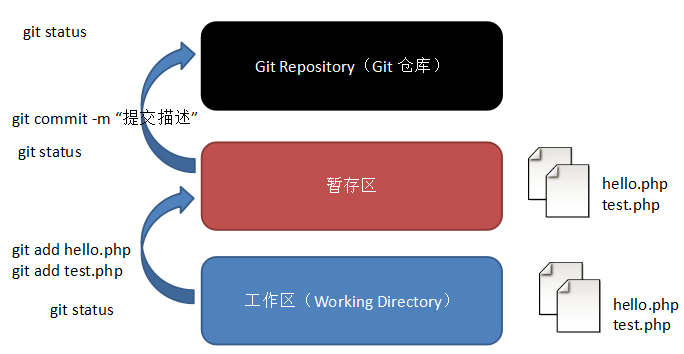 git status
Git Repository（Git 仓库）
git commit -m “提交描述”
git status
暂存区
hello.php
test.php
git add hello.php
git add test.php
git status
工作区（Working Directory）
hello.php
test.php